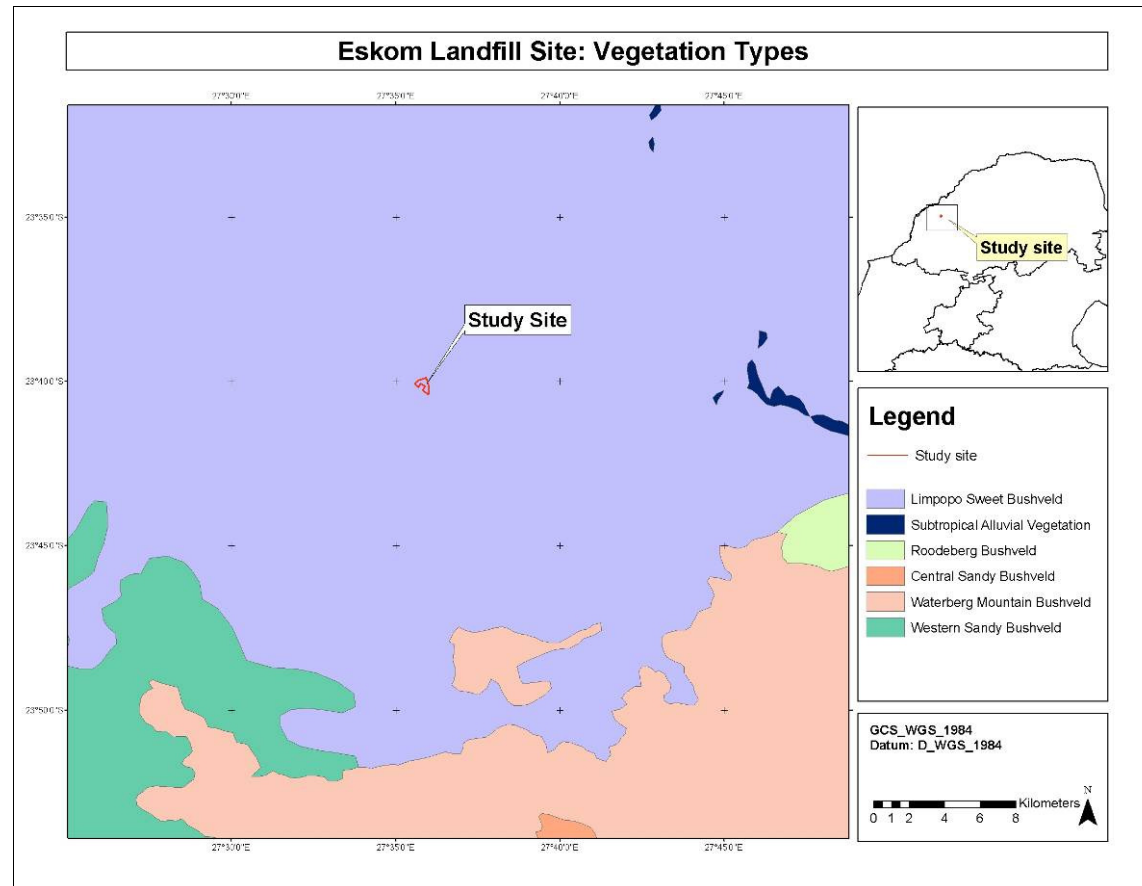 Eskom Landfill Site: Vegetation Types
27°30'0"E 27°35'0"E 27°40'0"E 27°45'0"E
23°35'0"S
23°40'0"S
23°45'0"S
23°50'0"S
Study Site
27°30'0"E 27°35'0"E 27°40'0"E 27°45'0"E
Study site
Legend
Study site
Limpopo Sweet Bushveld
Subtropical Alluvial Vegetation
Roodeberg Bushveld
Central Sandy Bushveld
Waterberg Mountain Bushveld
Western Sandy Bushveld
GCS_WGS_1984
Datum: D_WGS_1984
N
Kilometers
0 1 2 4 6 8